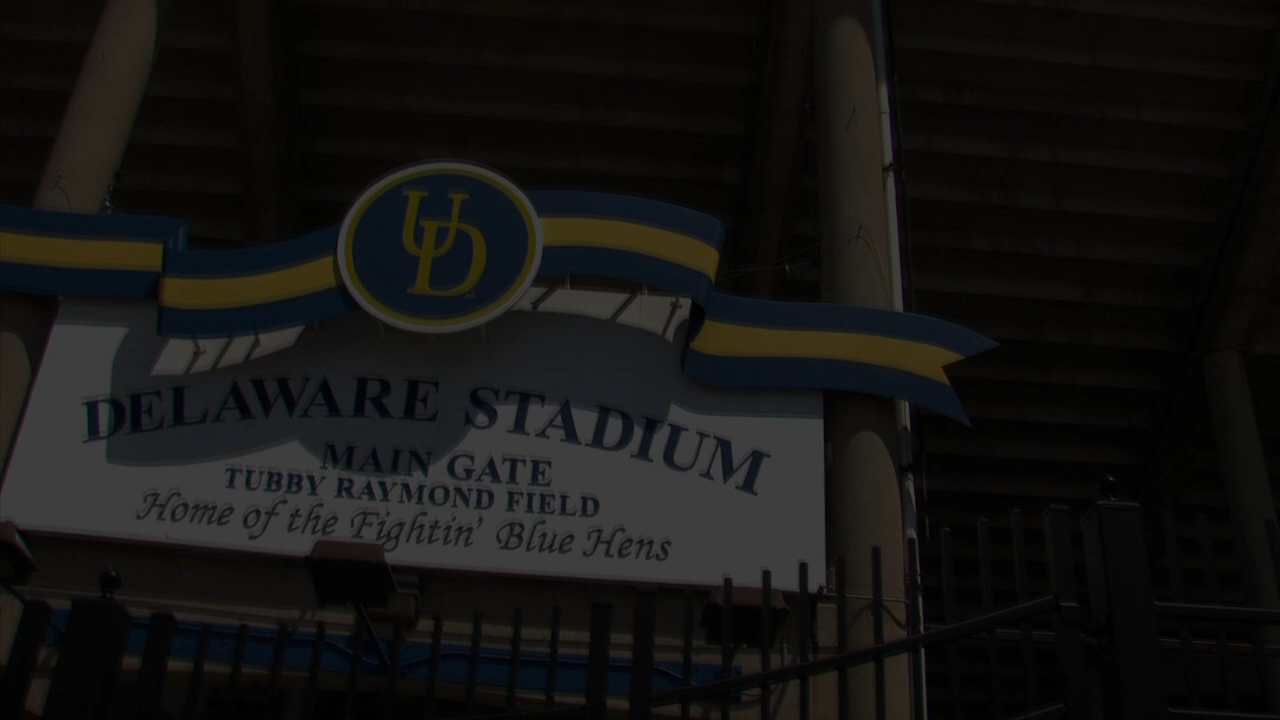 UD
DELAWARE STADIUM
MAIN GATE
TUBBY RAYMOND FIELD
Home of the Fightin' Blue Hens